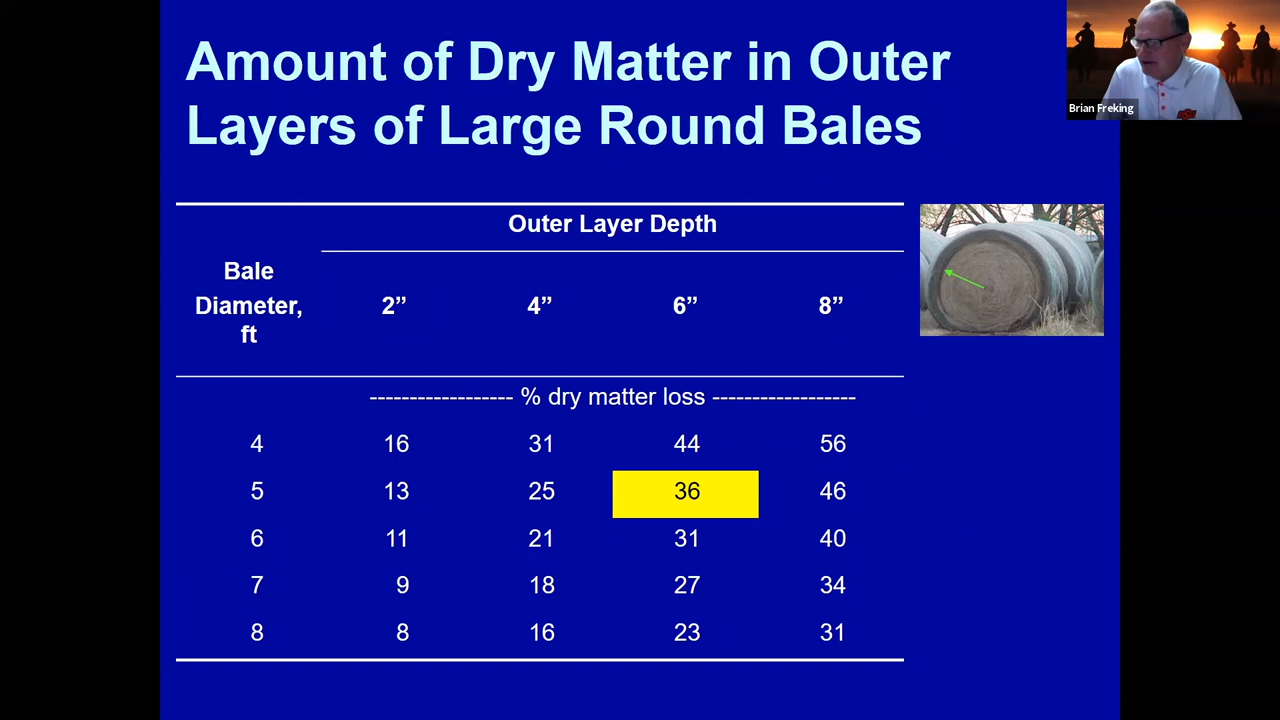 Amount of Dry Matter in Outer
Layers of Large Round Bales
Brian Freking
Outer Layer Depth
Bale
Diameter,
ft
2” 4” 6” 8”
------------------ % dry matter loss ------------------
4 16 31 44 56
5 13 25 36 46
6 11 21 31 40
7 9 18 27 34
8 8 16 23 31